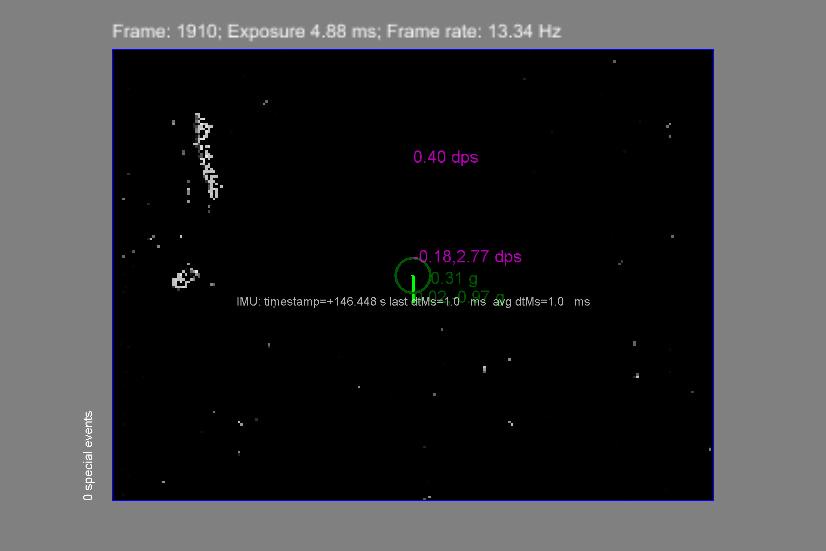 Frame: 1910; Exposure 4.88 ms; Frame rate: 13.34 Hz
0.40 dps
-0.18,2.77 dps
0.31 g
IMU: timestamp=+146.448 s last dtMs=1.0 ms avg dtMs=1.0 ms
0 special events